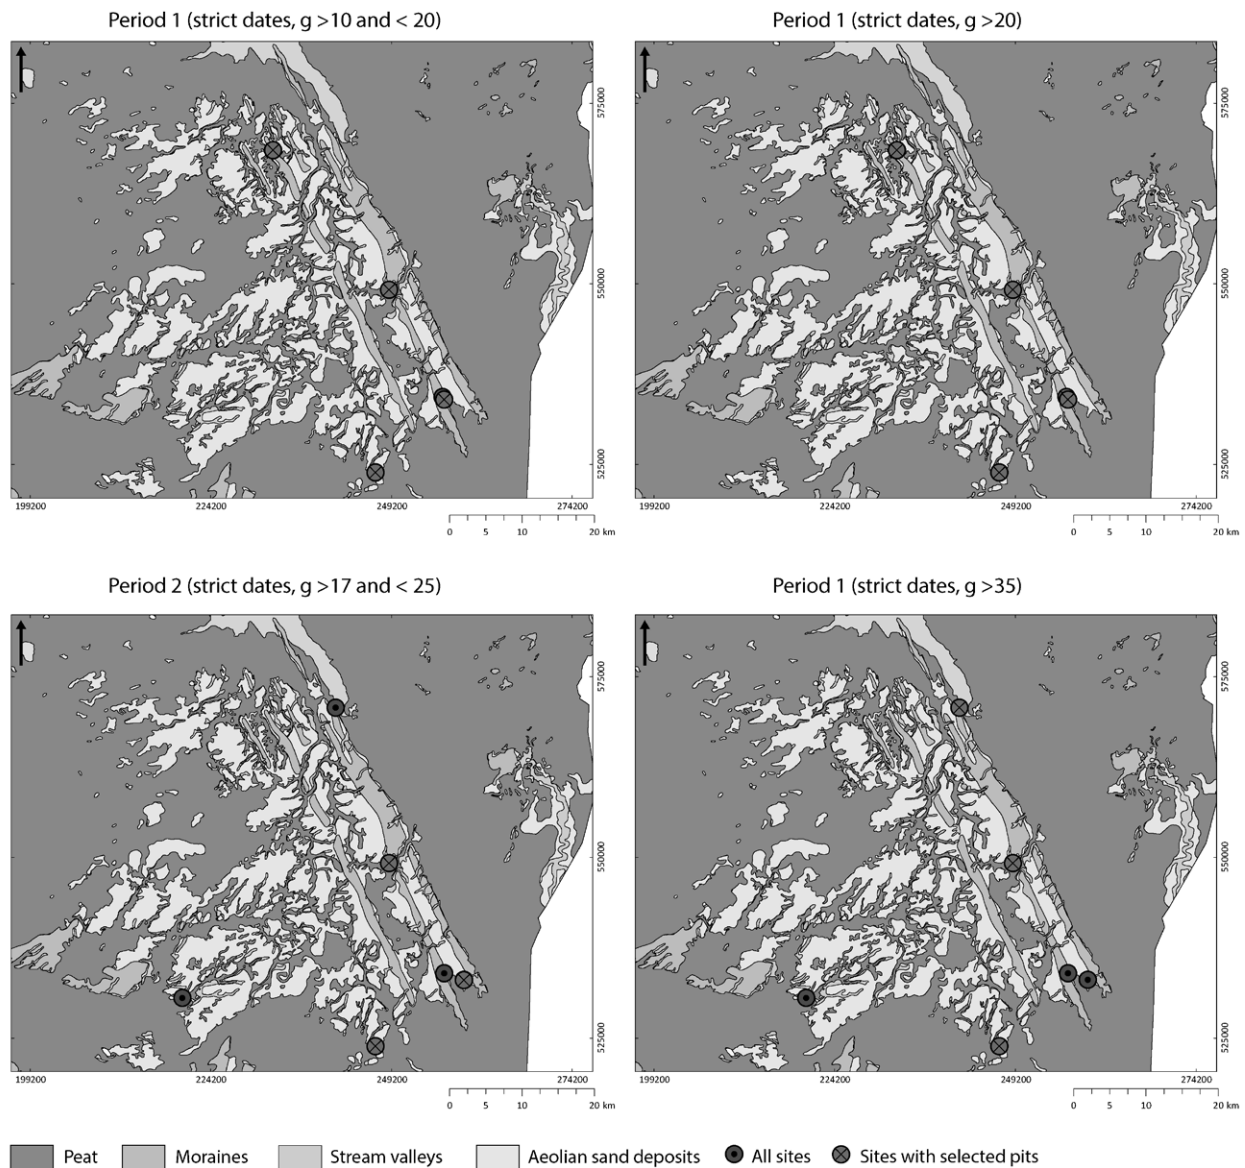 Period 1 (strict dates, g >10 and < 20)
Period 1 (strict dates, g >20)
575000
550000
525000
199200 224200 249200 274200
0 5 10 20 km
575000
550000
525000
199200 224200 249200 274200
0 5 10 20 km
Period 2 (strict dates, g >17 and < 25)
Period 1 (strict dates, g >35)
575000
550000
525000
199200 224200 249200 274200
0 5 10 20 km
575000
550000
525000
199200 224200 249200 274200
0 5 10 20 km
Peat Moraines Stream valleys Aeolian sand deposits All sites Sites with selected pits